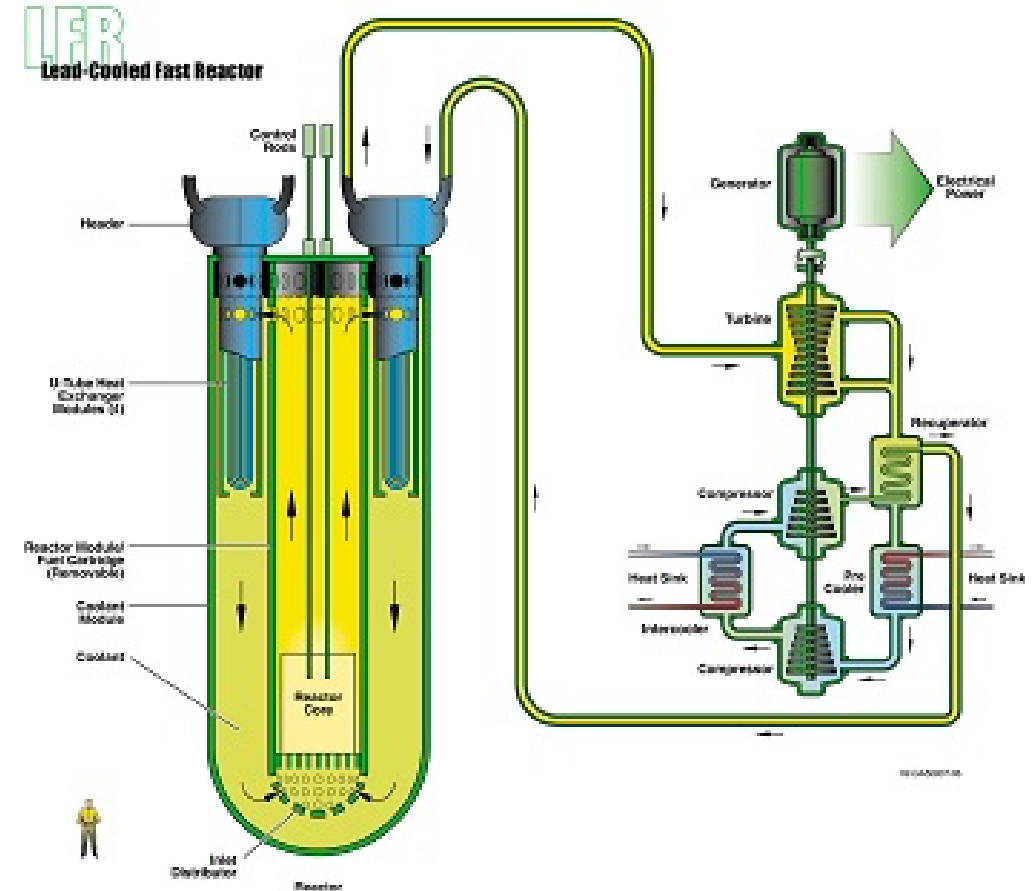 LFR
Lead-Cooled Fast Reactor
Control
Rods
Header
Generator
Electrical
Power
Turbine
U-Tube Heat
Exchanger
Modules (4)
Recuperator
Compressor
Reactor Module/
Fuel Cartridge
(Removable)
Heat Sink
Pre
Cooler
Heat Sink
Coolant
Module
Intercooler
Coolant
Compressor
Reactor
Core
Inlet
Distributor
Reactor